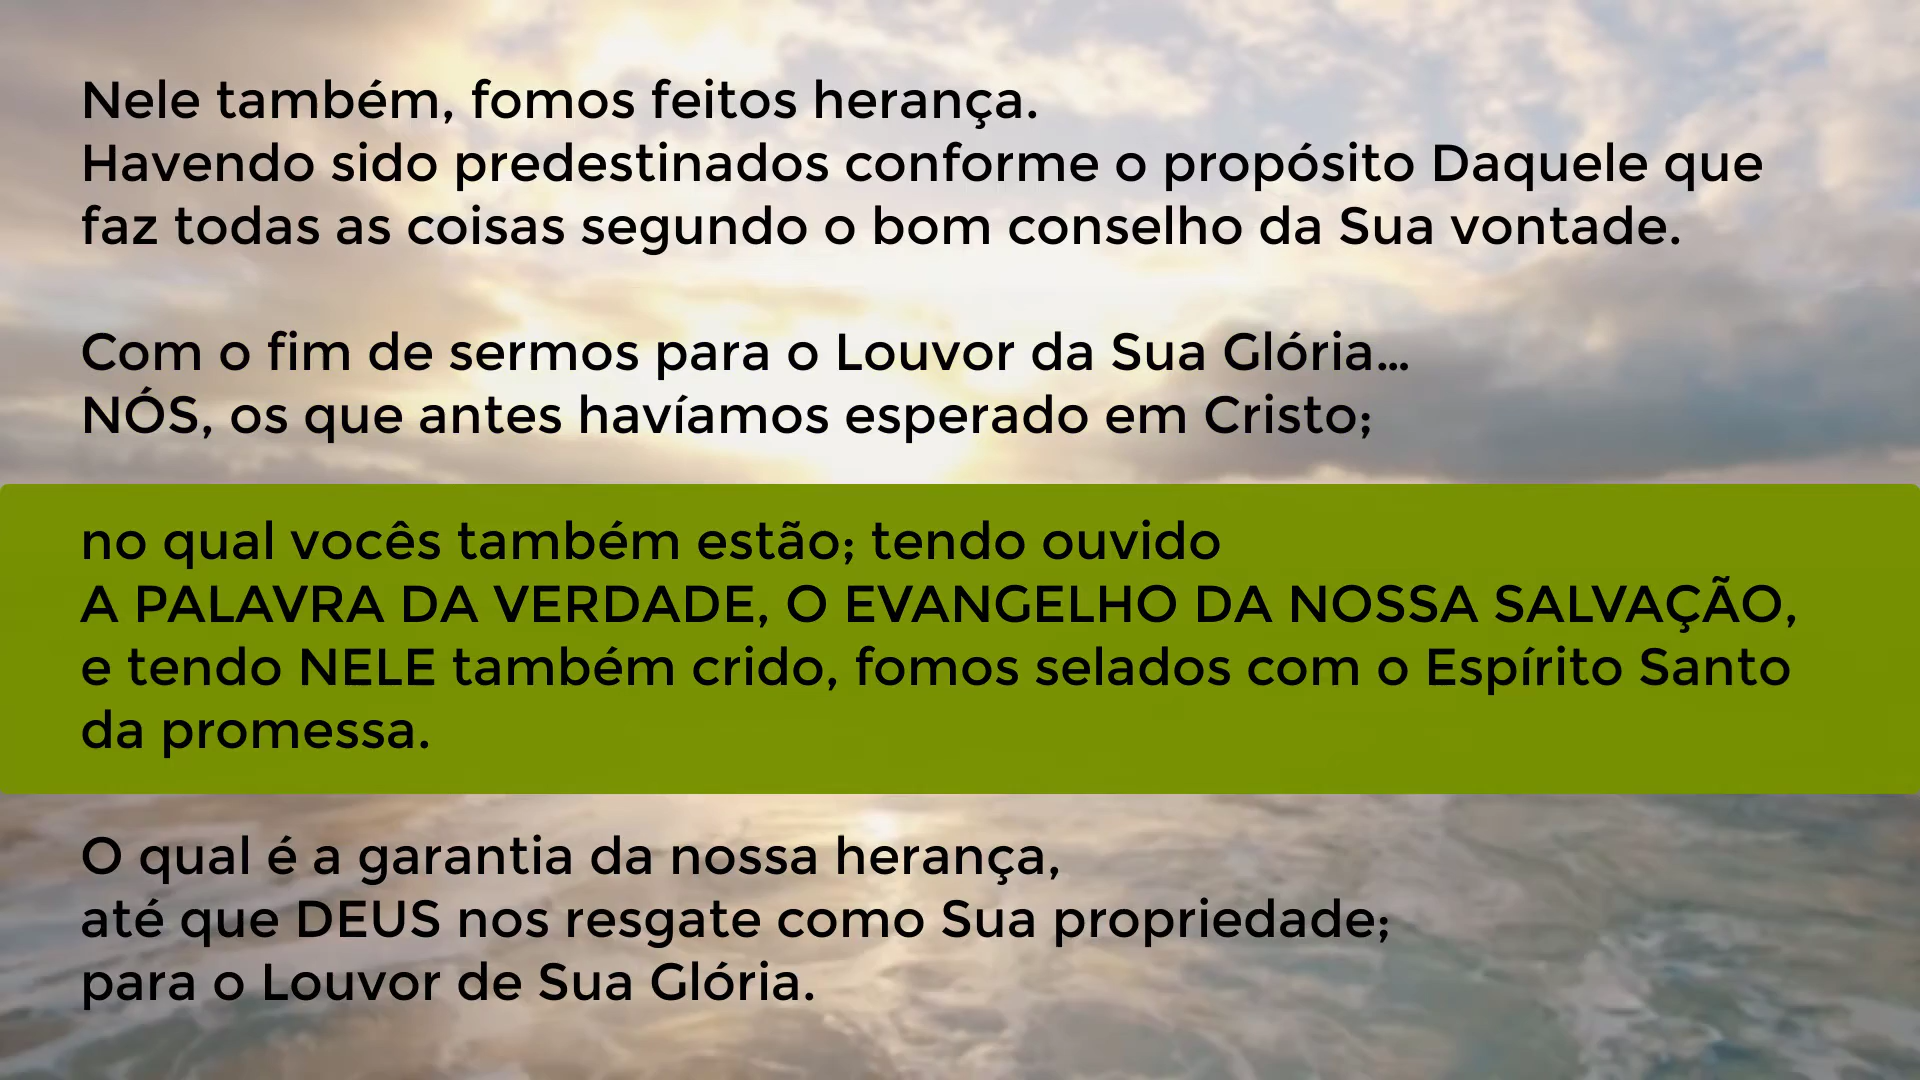 Nele também, fomos feitos herança.
Havendo sido predestinados conforme o propósito Daquele que
faz todas as coisas segundo o bom conselho da Sua vontade.
Com o fim de sermos para o Louvor da Sua Glória...
NÓS, os que antes havíamos esperado em Cristo;
no qual vocês também estão; tendo ouvido
A PALAVRA DA VERDADE, O EVANGELHO DA NOSSA SALVAÇÃO,
e tendo NELE também crido, fomos selados com o Espírito Santo
da promessa.
O qual é a garantia da nossa herança,
até que DEUS nos resgate como Sua propriedade;
para o Louvor de Sua Glória.